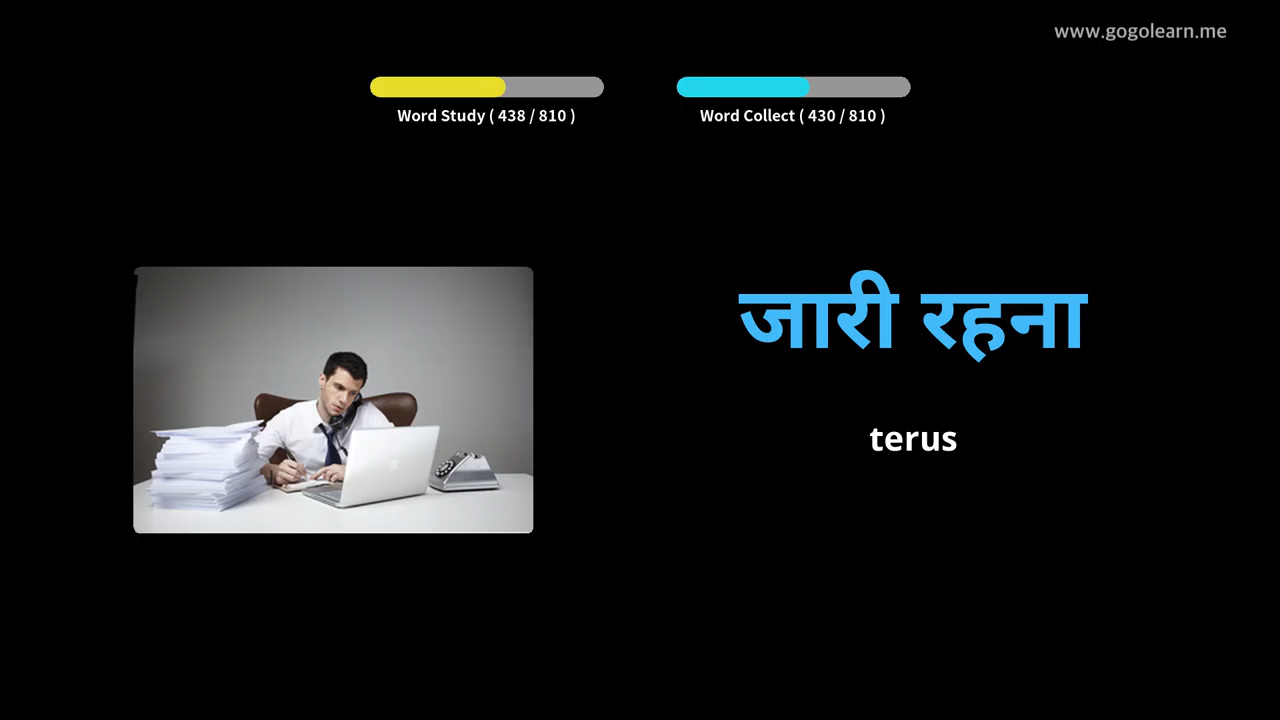 www.gogolearn.me
Word Study ( 438 / 810 )
Word Collect ( 430 / 810 )
जारी रहना
terus